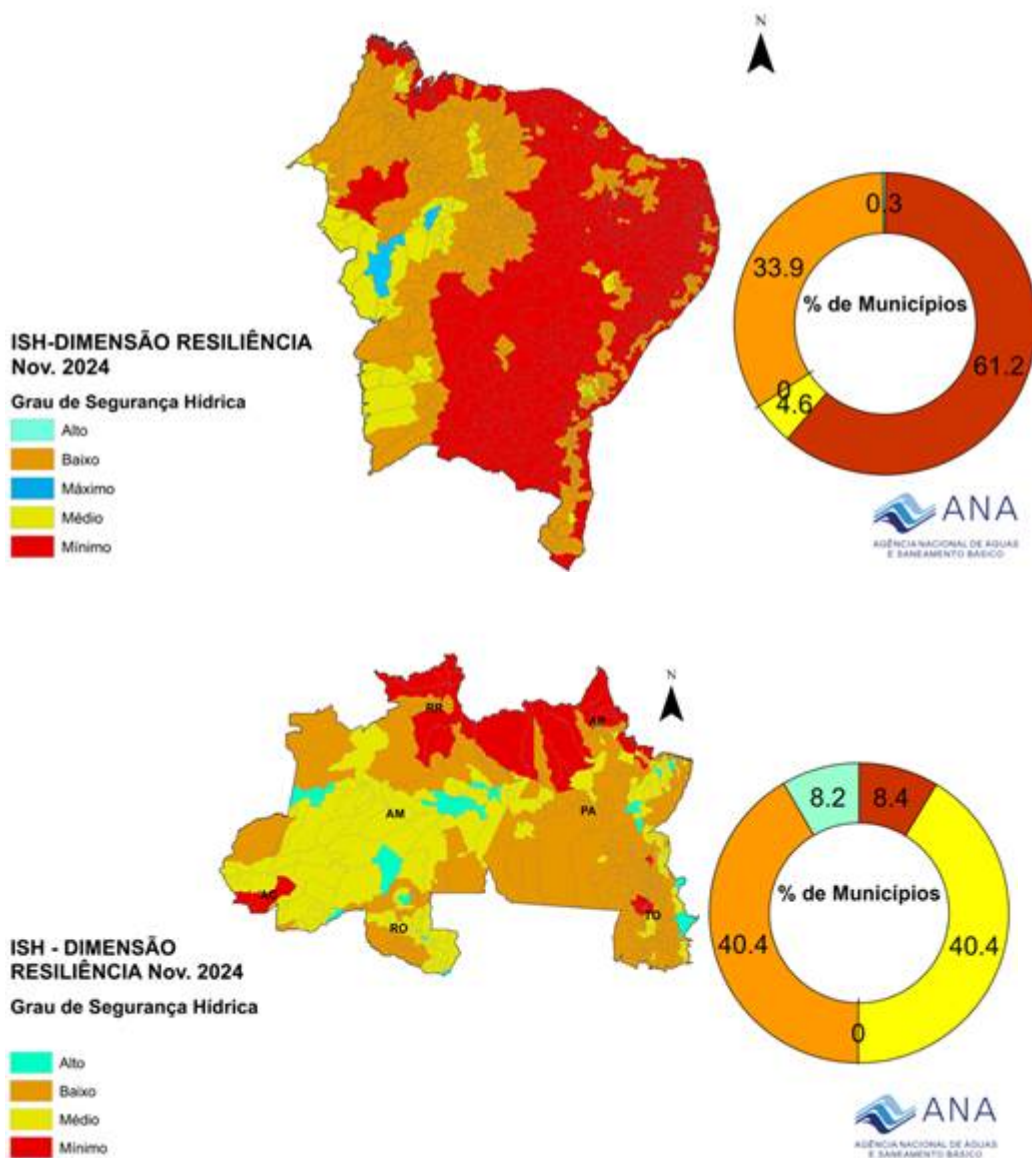 N
ISH-DIMENSÃO RESILIÊNCIA
Nov. 2024
Grau de Segurança Hídrica
Alto
Baixo
Máximo
Médio
Mínimo
0.3
33.9
% de Municípios
61.2
0
4.6
ANA
AGÊNCIA NACIONAL DE ÁGUAS
E SANEAMENTO BÁSICO
N
RR
AP
AM
PA
AC
TO
RO
ISH - DIMENSÃO
RESILIÊNCIA Nov. 2024
Grau de Segurança Hídrica
Alto
Baixo
Médio
Mínimo
8.2
8.4
% de Municípios
40.4
40.4
0
ANA
AGÊNCIA NACIONAL DE ÁGUAS
E SANEAMENTO BÁSICO